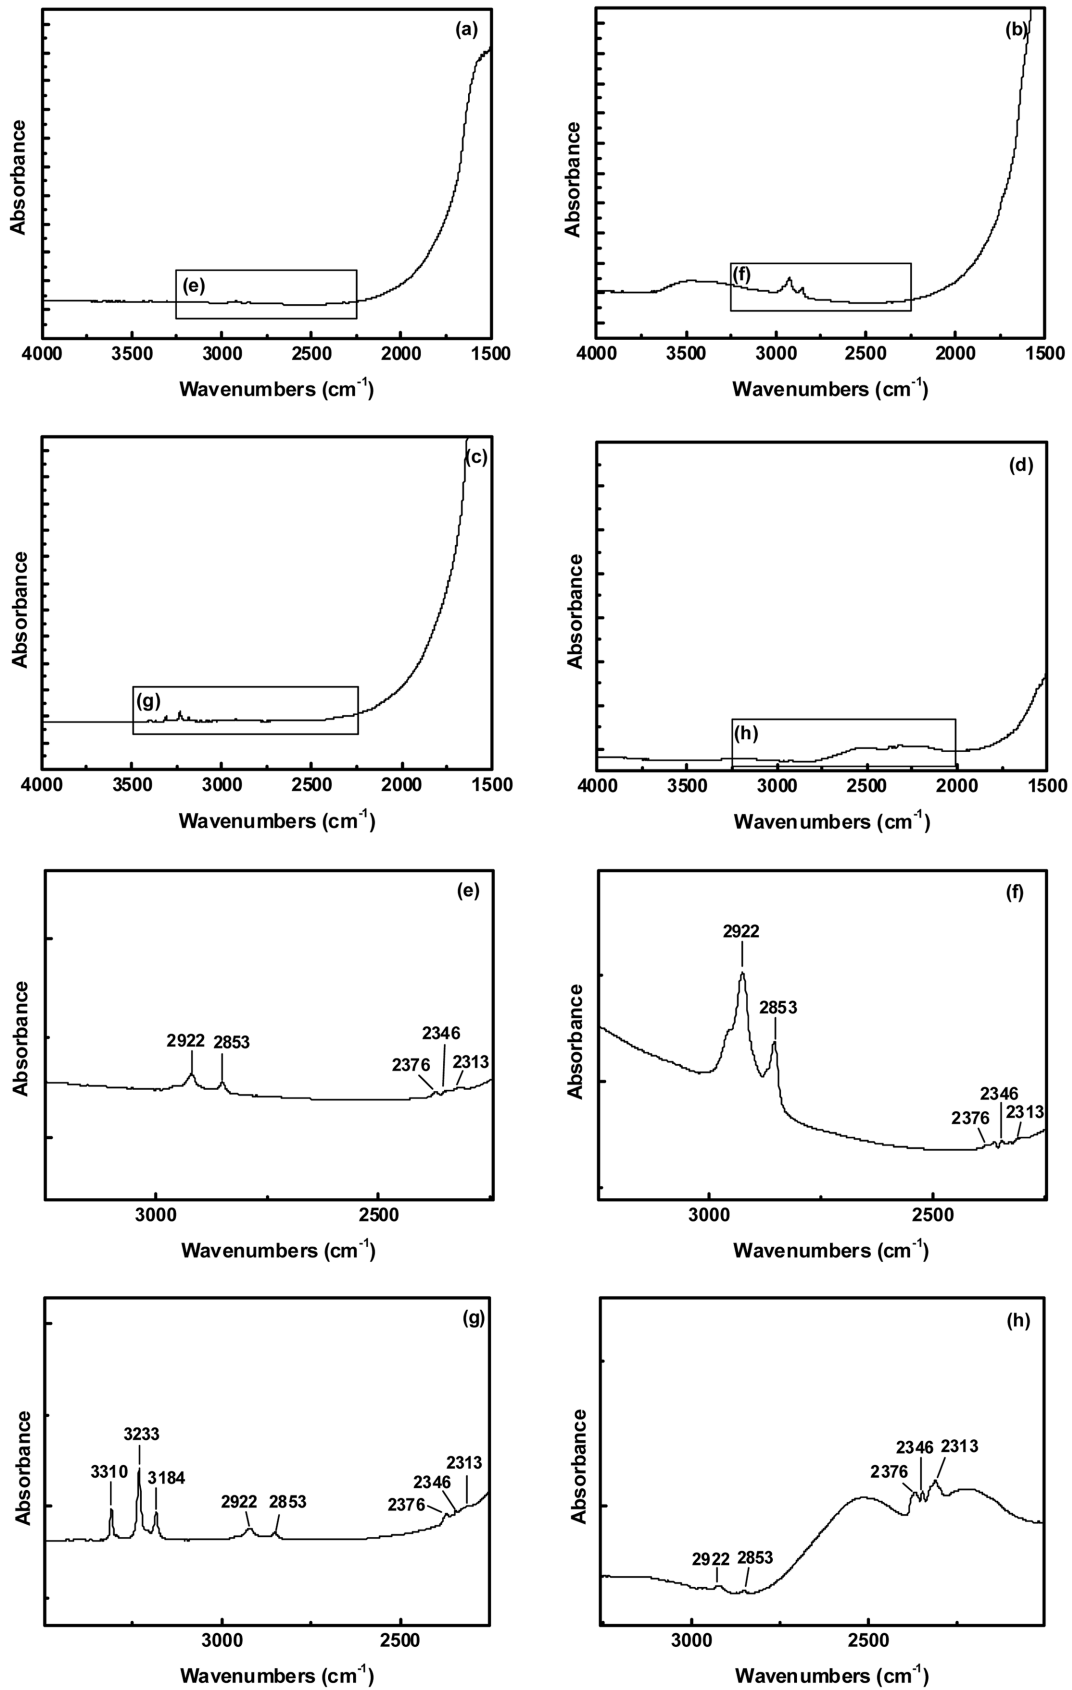 (a)
Absorbance
(e)
4000 3500 3000 2500 2000 1500
Wavenumbers (cm-1)
(b)
Absorbance
(f)
4000 3500 3000 2500 2000 1500
Wavenumbers (cm-1)
(c)
Absorbance
(g)
4000 3500 3000 2500 2000 1500
Wavenumbers (cm-1)
(d)
Absorbance
(h)
4000 3500 3000 2500 2000 1500
Wavenumbers (cm-1)
(e)
Absorbance
2922 2853
2346
2376 2313
3000 2500
Wavenumbers (cm-1)
(f)
Absorbance
2922
2853
2346
2376 2313
3000 2500
Wavenumbers (cm-1)
(g)
Absorbance
3233
3310 3184
2922 2853
2313
2346
2376
3000 2500
Wavenumbers (cm-1)
(h)
Absorbance
2346 2313
2376
2922 2853
3000 2500
Wavenumbers (cm-1)